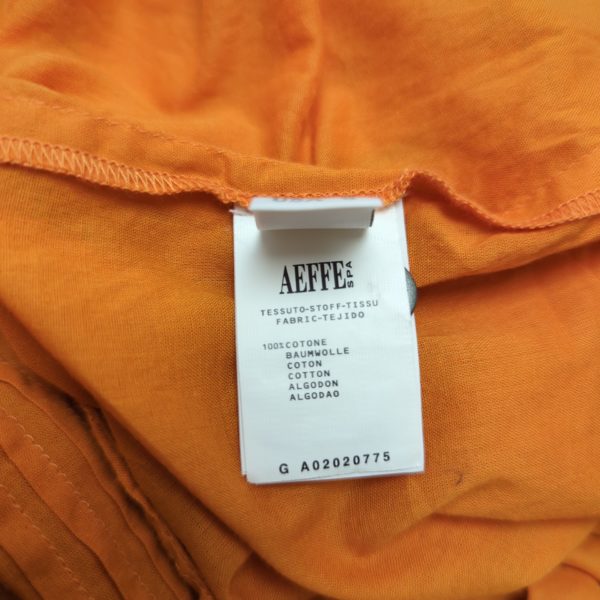 AEFFE SPA
TESSUTO-STOFF-TISSU
FABRIC-TEJIDO
100%COTONE
BAUMWOLLE
COTON
COTTON
ALGODON
ALGODAO
G A02020775